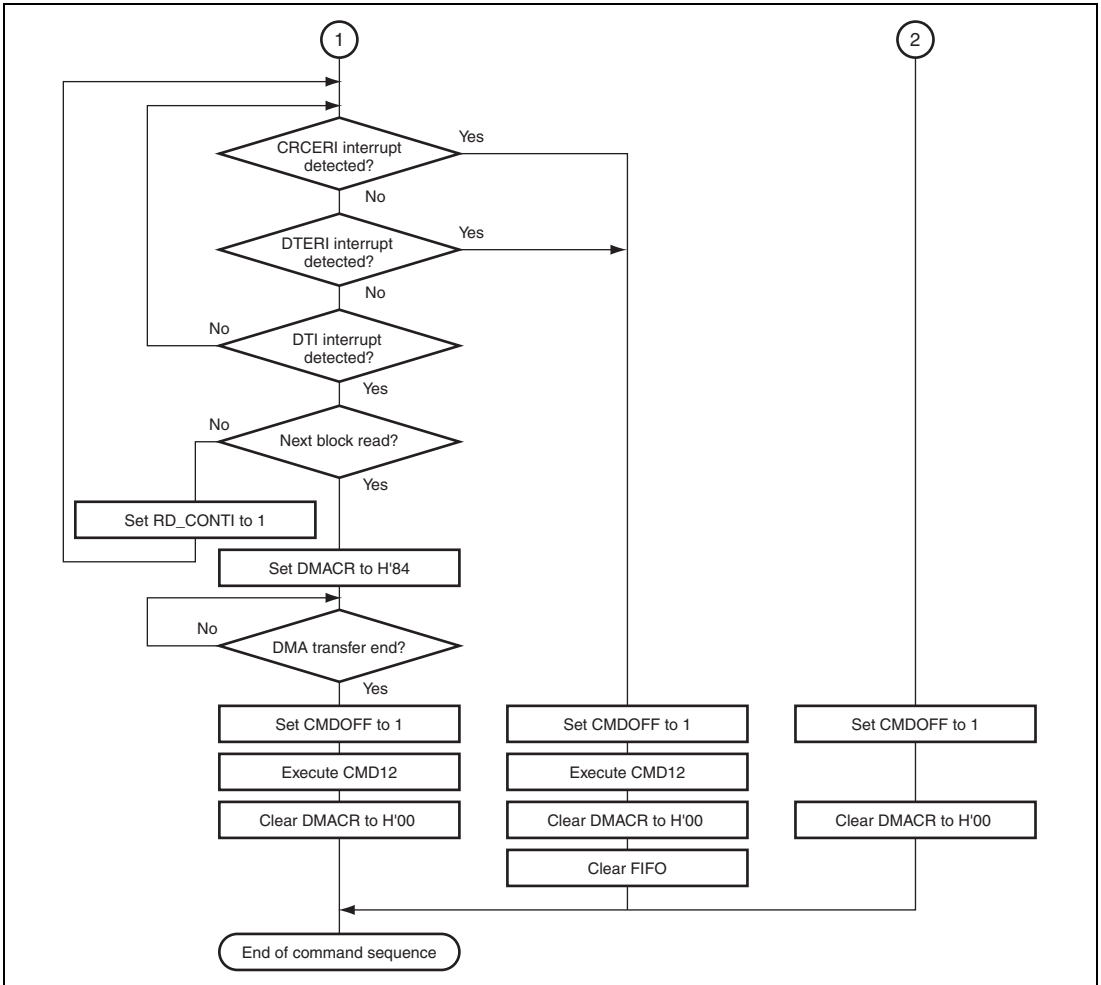 1
2
CRCERI interrupt
detected?
Yes
No
DTERI interrupt
detected?
Yes
No
DTI interrupt
detected?
No
Yes
Next block read?
No
Yes
Set RD_CONTI to 1
Set DMACR to H'84
DMA transfer end?
No
Yes
Set CMDOFF to 1
Execute CMD12
Clear DMACR to H'00
Set CMDOFF to 1
Execute CMD12
Clear DMACR to H'00
Clear FIFO
Set CMDOFF to 1
Clear DMACR to H'00
End of command sequence